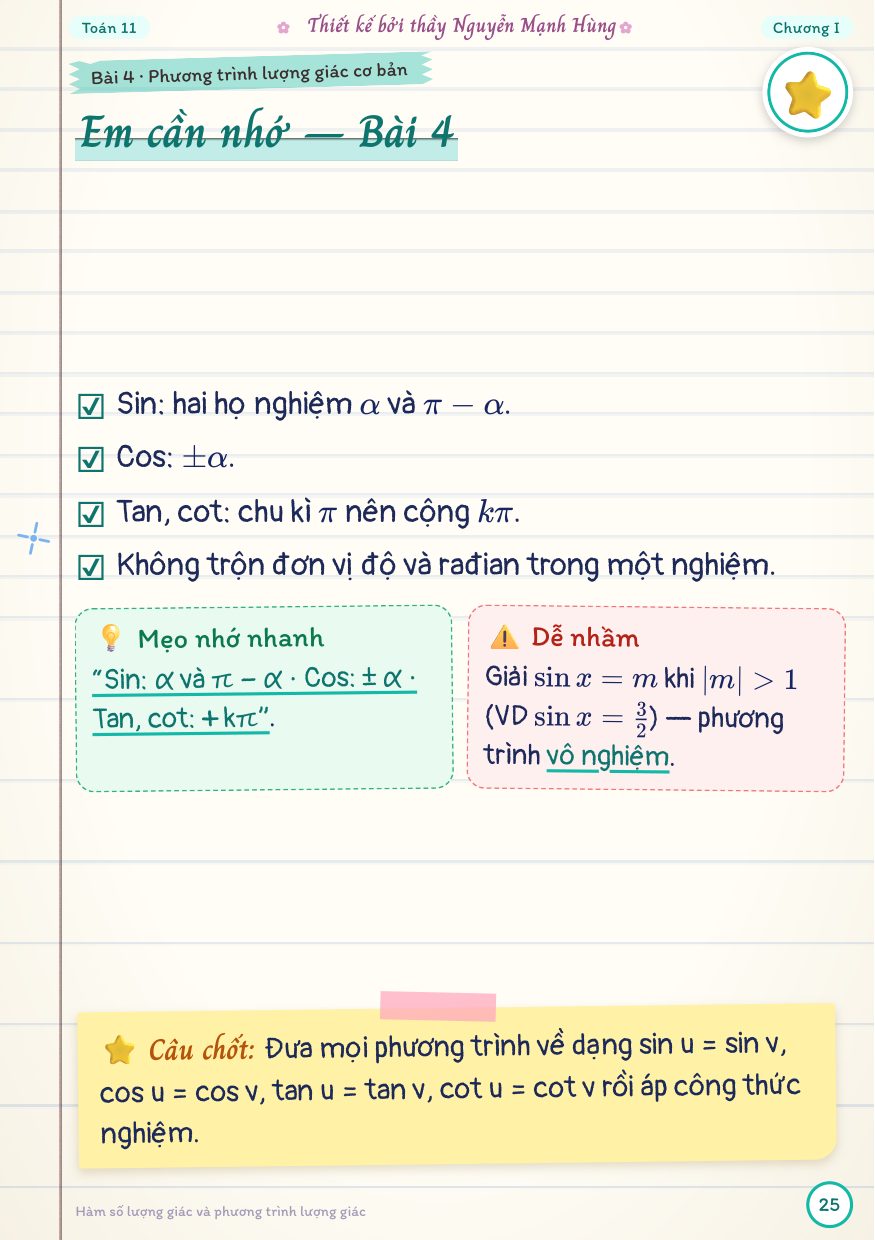 Toán 11
Thiết kế bởi thầy Nguyễn Mạnh Hùng
Chương I
Bài 4 · Phương trình lượng giác cơ bản
Em cần nhớ — Bài 4
☑ Sin: hai họ nghiệm α và π − α.
☑ Cos: ±α.
☑ Tan, cot: chu kì π nên cộng kπ.
☑ Không trộn đơn vị độ và rađian trong một nghiệm.
Mẹo nhớ nhanh
“Sin: α và π − α · Cos: ± α ·
Tan, cot: +kπ”.
Dễ nhầm
Giải sin x = m khi |m| > 1
(VD sin x = 3/2) — phương
trình vô nghiệm.
Câu chốt: Đưa mọi phương trình về dạng sin u = sin v,
cos u = cos v, tan u = tan v, cot u = cot v rồi áp công thức
nghiệm.
Hàm số lượng giác và phương trình lượng giác
25